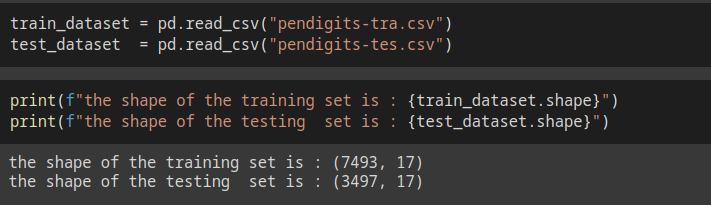 train_dataset = pd.read_csv("pendigits-tra.csv")
test_dataset  = pd.read_csv("pendigits-tes.csv")
print(f"the shape of the training set is : {train_dataset.shape}")
print(f"the shape of the testing  set is : {test_dataset.shape}")
the shape of the training set is : (7493, 17)
the shape of the testing  set is : (3497, 17)